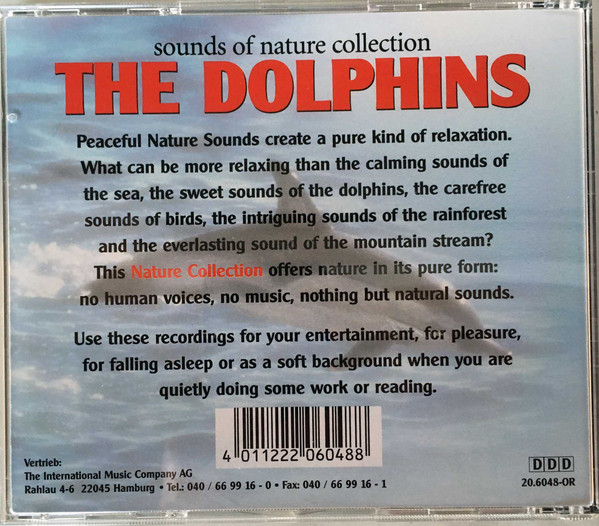 sounds of nature collection
THE DOLPHINS
Peaceful Nature Sounds create a pure kind of relaxation.
What can be more relaxing than the calming sounds of
the sea, the sweet sounds of the dolphins, the carefree
sounds of birds, the intriguing sounds of the rainforest
and the everlasting sound of the mountain stream?
This Nature Collection offers nature in its pure form:
no human voices, no music, nothing but natural sounds.
Use these recordings for your entertainment, for pleasure,
for falling asleep or as a soft background when you are
quietly doing some work or reading.
4 011222 060488
Vertrieb:
The International Music Company AG
Rahlau 4-6 22045 Hamburg • Tel.: 040 / 66 99 16 - 0 • Fax: 040 / 66 99 16 - 1
DDD
20.6048-OR